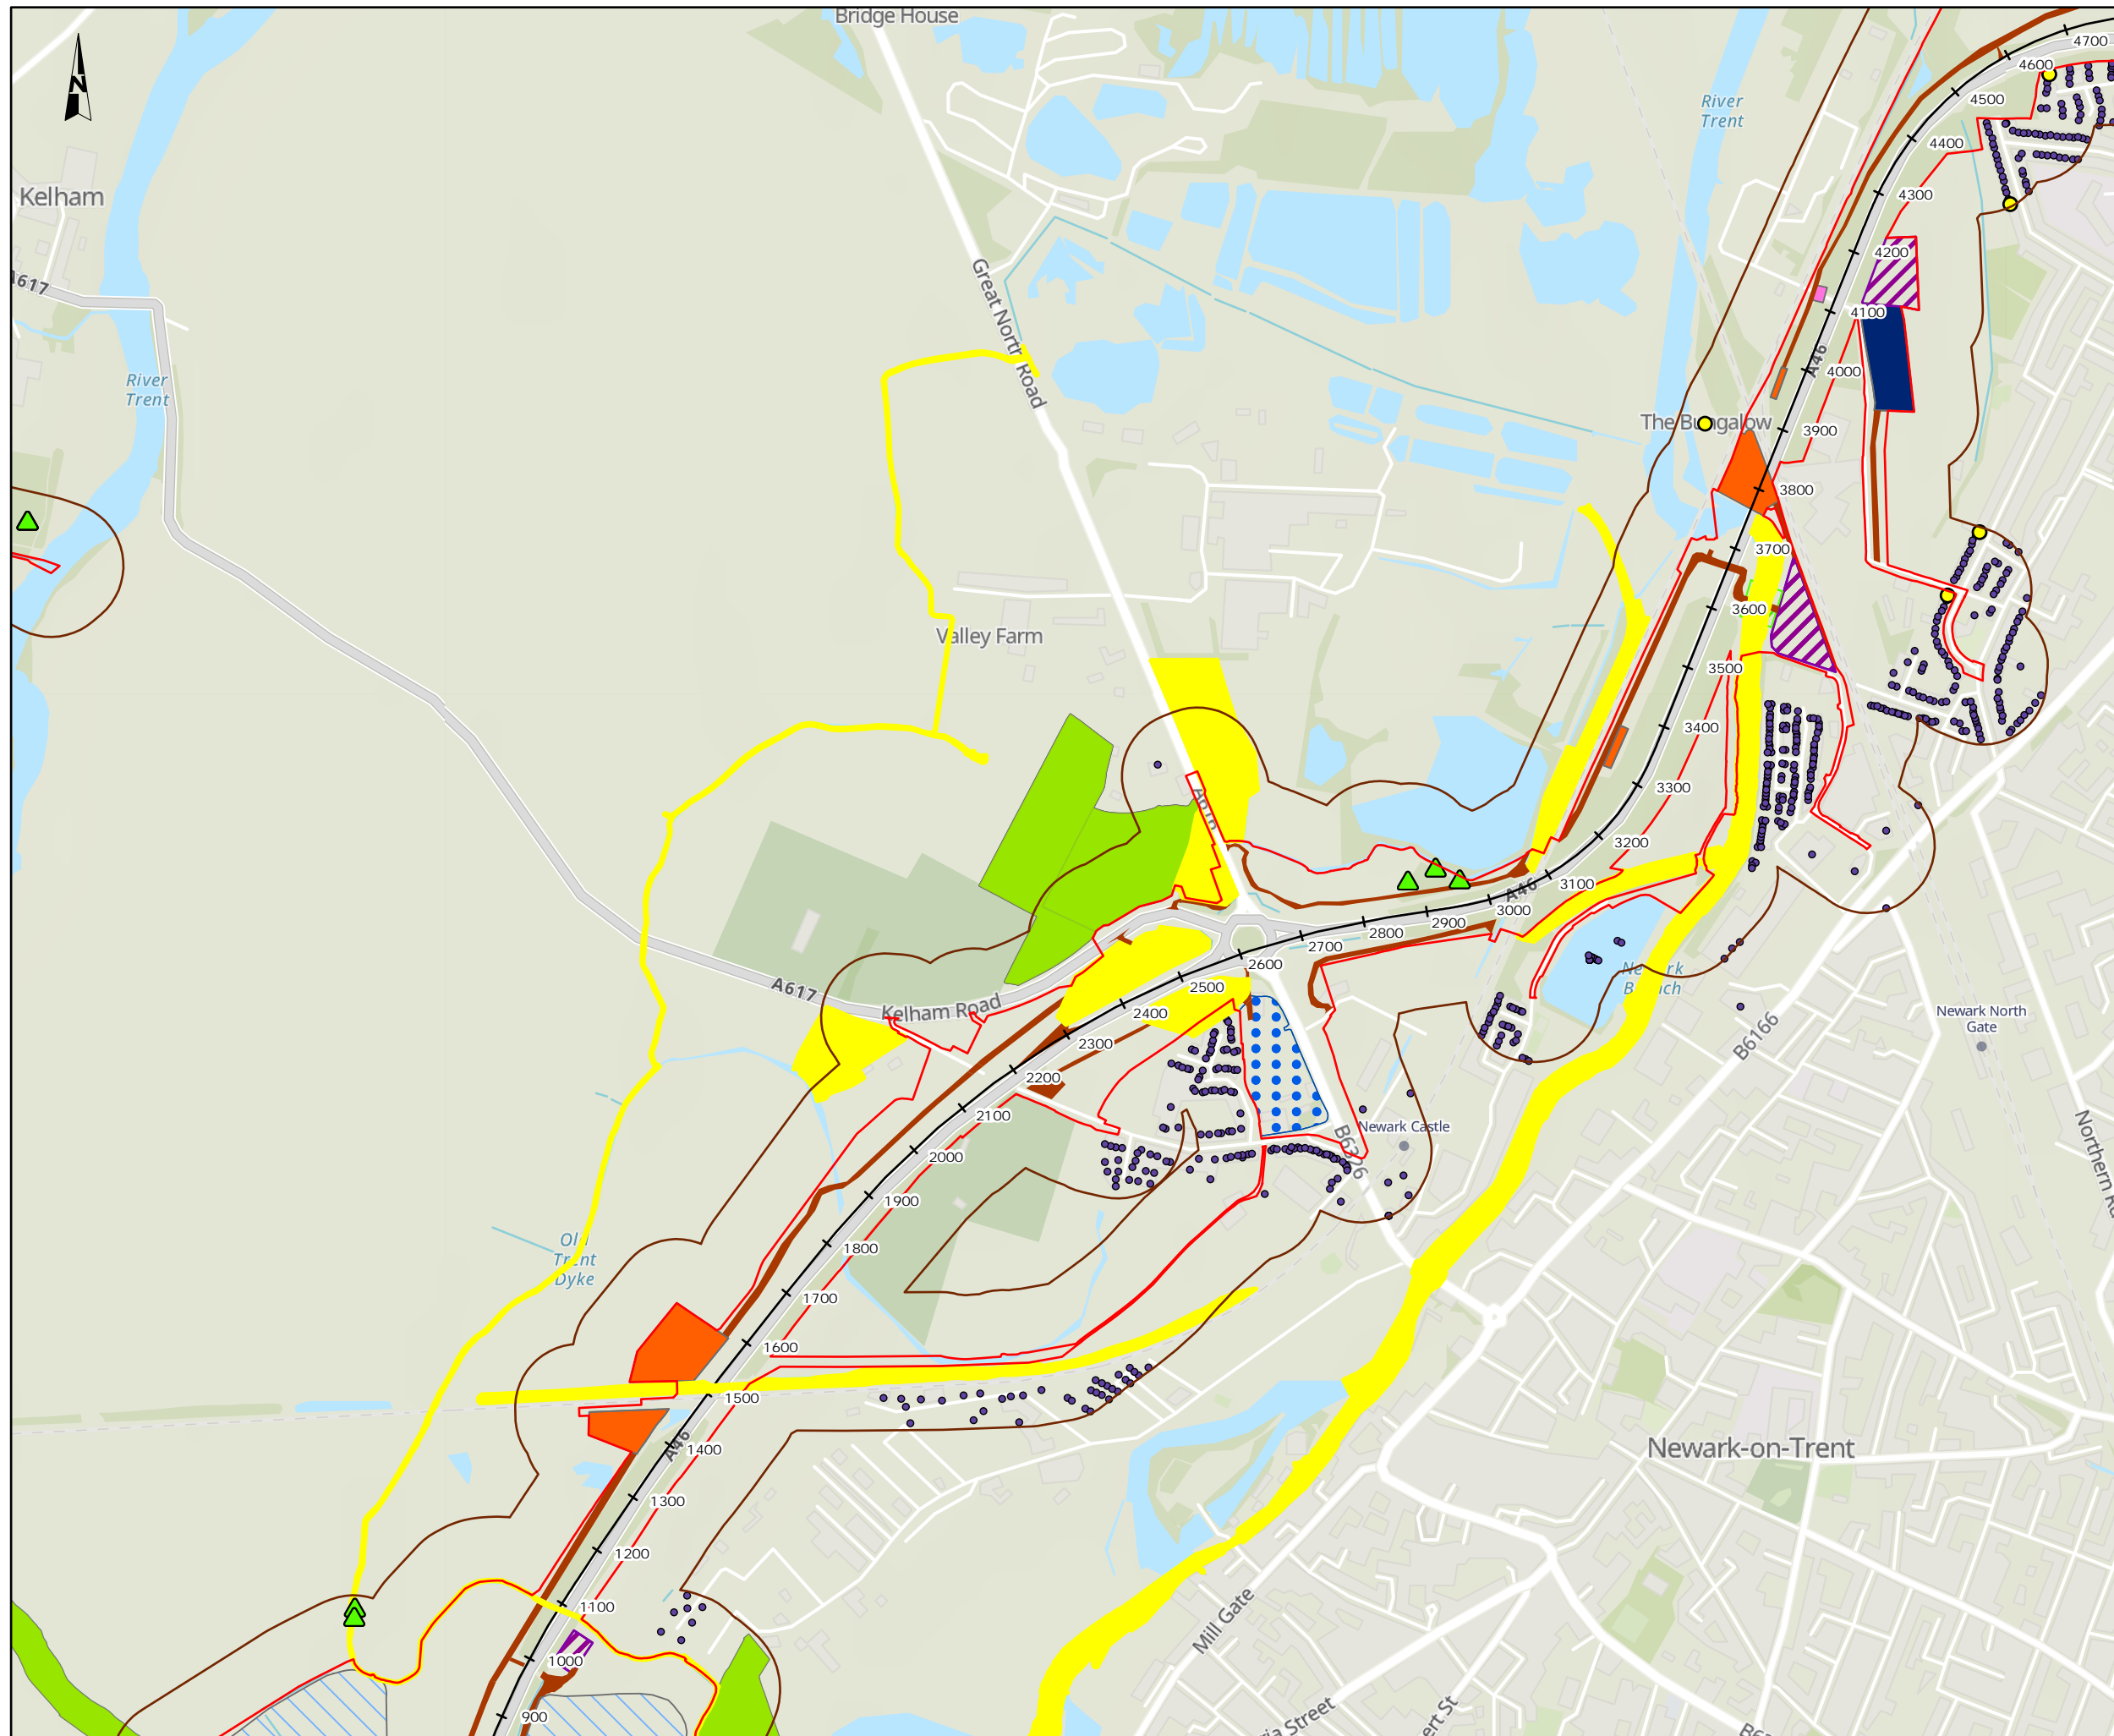 Bridge House
N
Kelham
A617
River
Trent
River
Trent
Great North Road
The Bungalow
Valley Farm
A46
A46
A617
Kelham Road
Newark North
Gate
B6166
Newark Castle
B6326
Old
Trent
Dyke
A46
Newark-on-Trent
Mill Gate
4700
4600
4500
4400
4300
4200
4100
4000
3900
3800
3700
3600
3500
3400
3300
3200
3100
3000
2900
2800
2700
2600
2500
2400
2300
2200
2100
2000
1900
1800
1700
1600
1500
1400
1300
1200
1100
1000
900